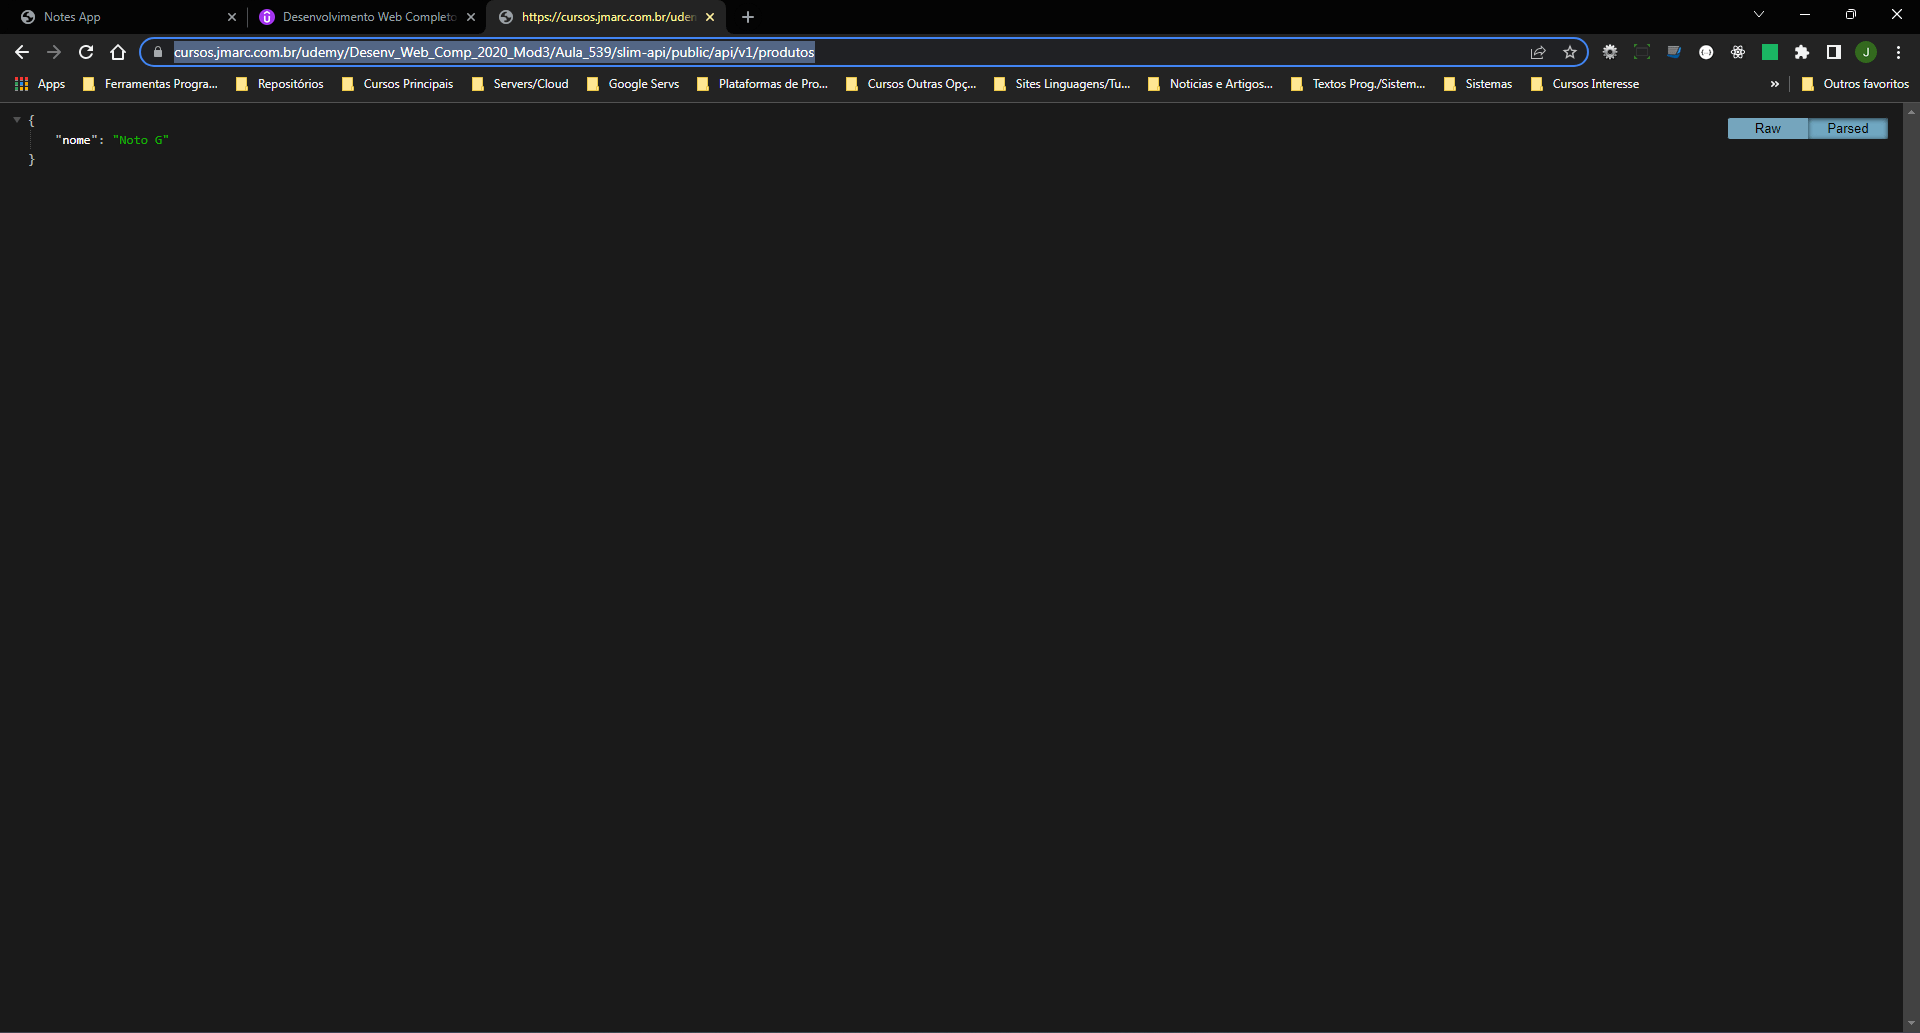 Notes App
Desenvolvimento Web Completo
https://cursos.jmarc.com.br/uden
cursos.jmarc.com.br/udemy/Desenv_Web_Comp_2020_Mod3/Aula_539/slim-api/public/api/v1/produtos
J
Apps
Ferramentas Progra...
Repositórios
Cursos Principais
Servers/Cloud
Google Servs
Plataformas de Pro...
Cursos Outras Opç...
Sites Linguagens/Tu...
Noticias e Artigos...
Textos Prog./Sistem...
Sistemas
Cursos Interesse
»
Outros favoritos
{
"nome": "Noto G"
}
Raw
Parsed